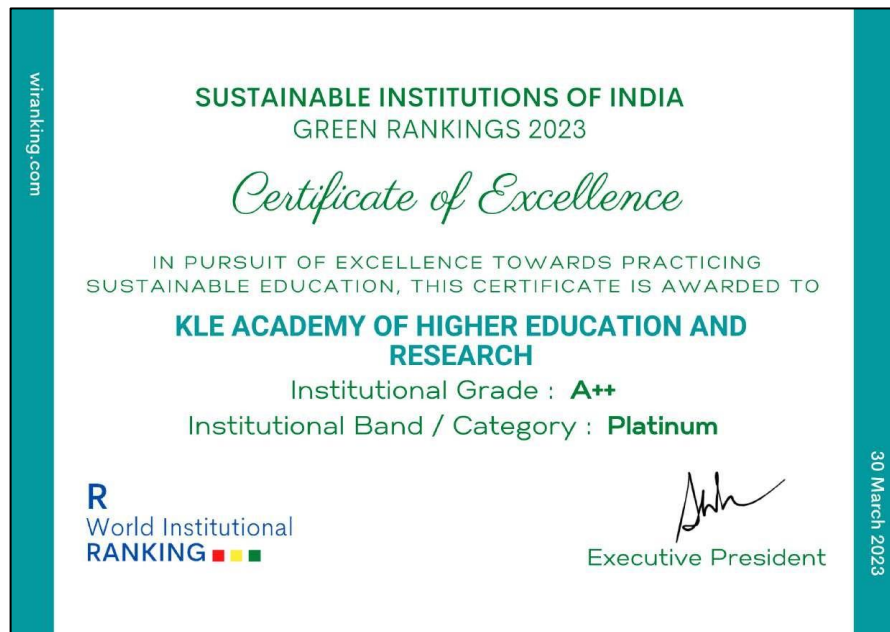 wiranking.com
SUSTAINABLE INSTITUTIONS OF INDIA
GREEN RANKINGS 2023
Certificate of Excellence
IN PURSUIT OF EXCELLENCE TOWARDS PRACTICING
SUSTAINABLE EDUCATION, THIS CERTIFICATE IS AWARDED TO
KLE ACADEMY OF HIGHER EDUCATION AND
RESEARCH
Institutional Grade : A++
Institutional Band / Category : Platinum
R
World Institutional
RANKING
Executive President
30 March 2023